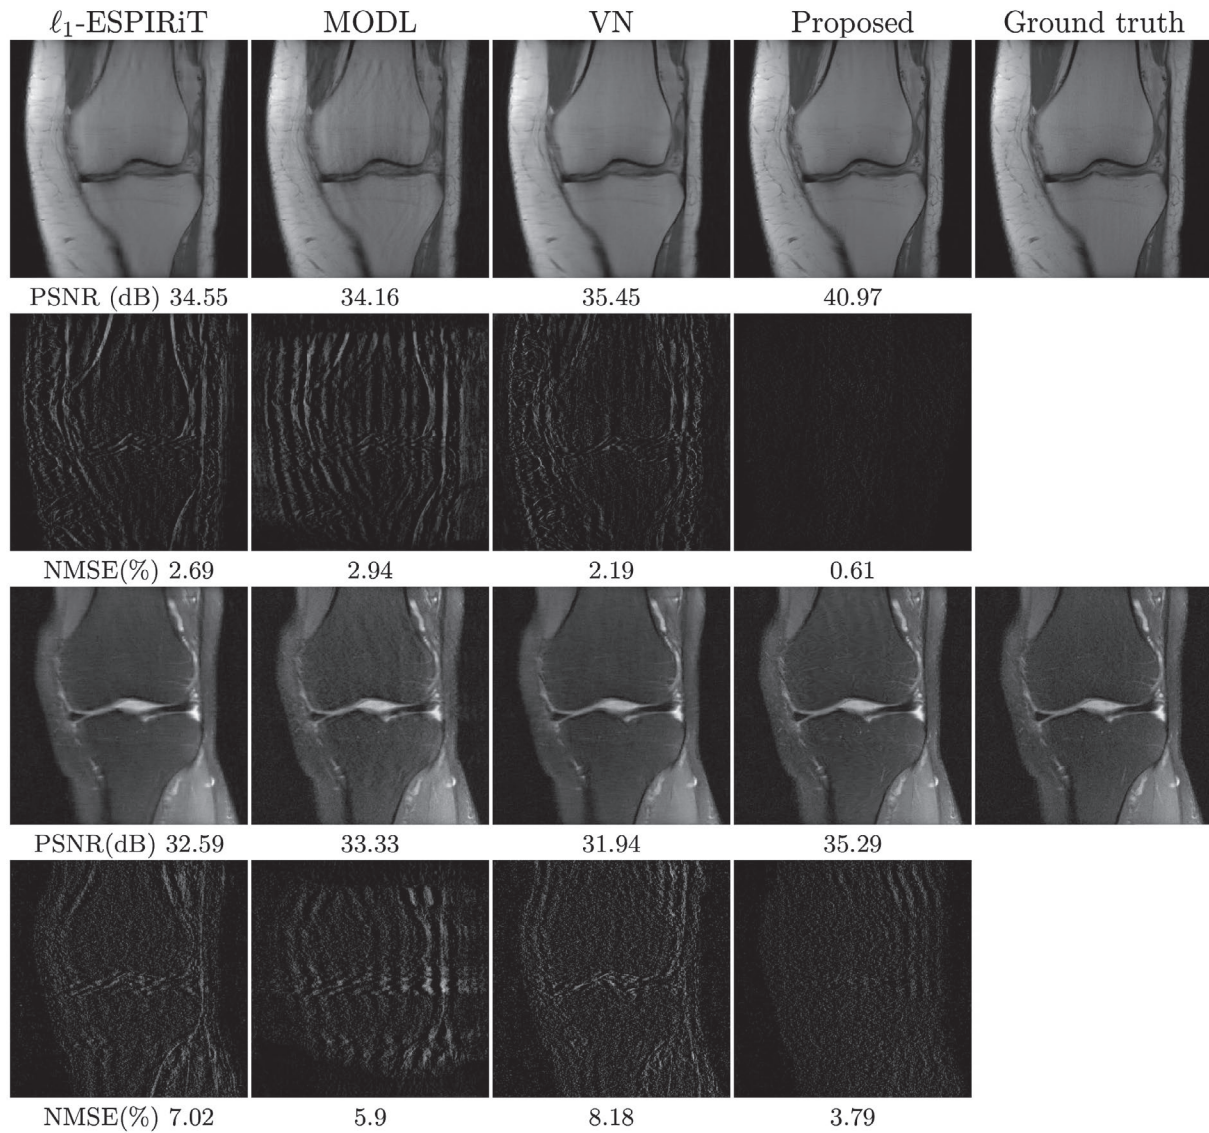 ℓ₁-ESPIRiT MODL VN Proposed Ground truth
PSNR (dB) 34.55 34.16 35.45 40.97
NMSE(%) 2.69 2.94 2.19 0.61
PSNR(dB) 32.59 33.33 31.94 35.29
NMSE(%) 7.02 5.9 8.18 3.79